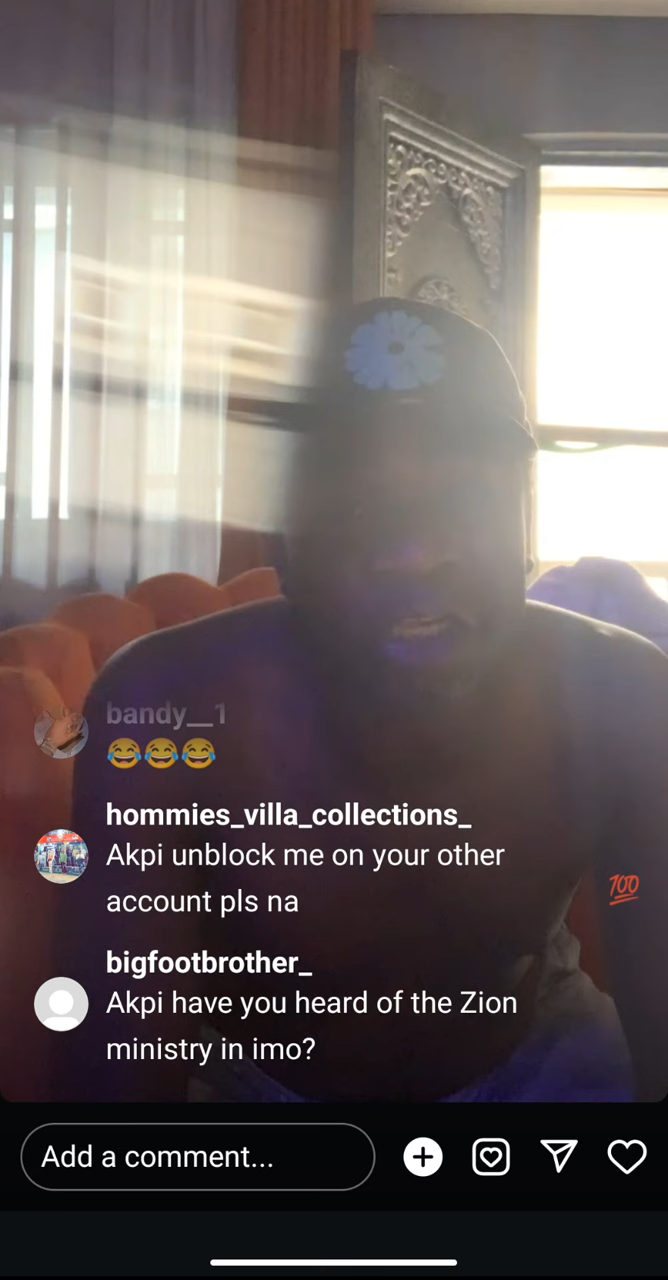 bandy__1
😂😂😂
hommies_villa_collections_
Akpi unblock me on your other
account pls na
💯
bigfootbrother_
Akpi have you heard of the Zion
ministry in imo?
Add a comment...